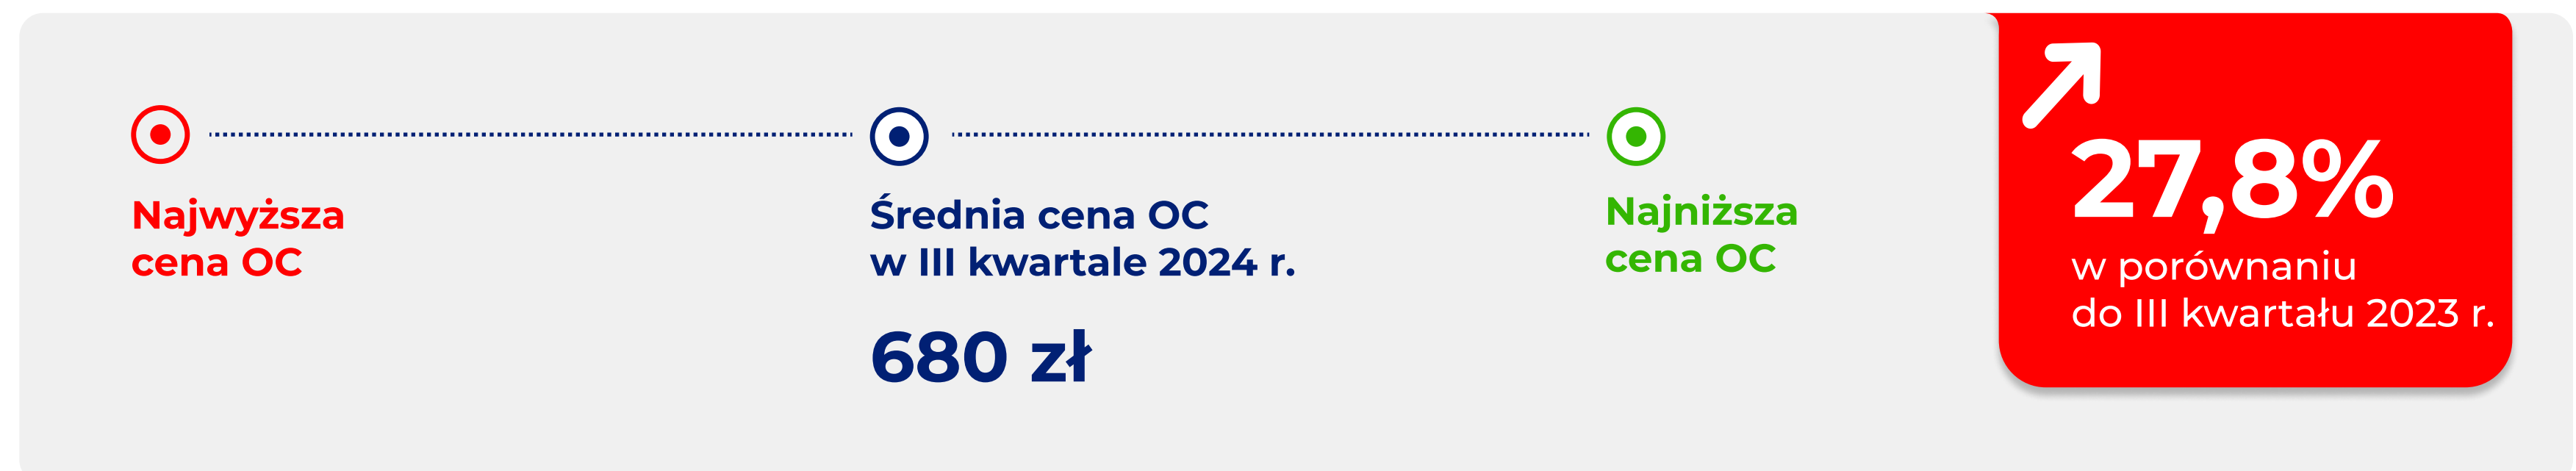 Najwyższa
cena OC
Średnia cena OC
w III kwartale 2024 r.
680 zł
Najniższa
cena OC
27,8%
w porównaniu
do III kwartału 2023 r.